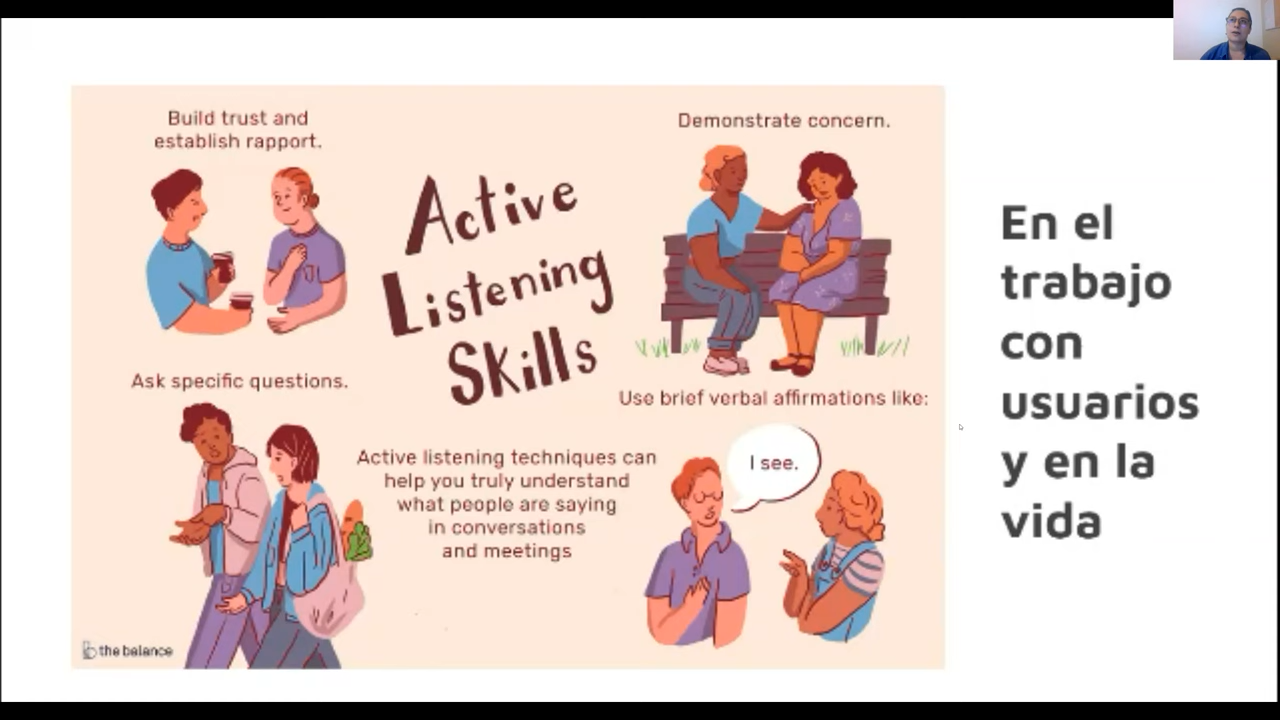 Build trust and
establish rapport.
Active
Listening
Skills
Demonstrate concern.
Ask specific questions.
Active listening techniques can
help you truly understand
what people are saying
in conversations
and meetings
Use brief verbal affirmations like:
I see.
the balance
En el
trabajo
con
usuarios
y en la
vida